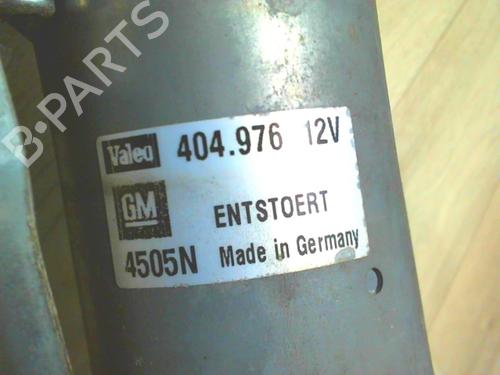 B-PARTS
Valeo 404.976 12V
GM ENTSTOERT
4505N Made in Germany